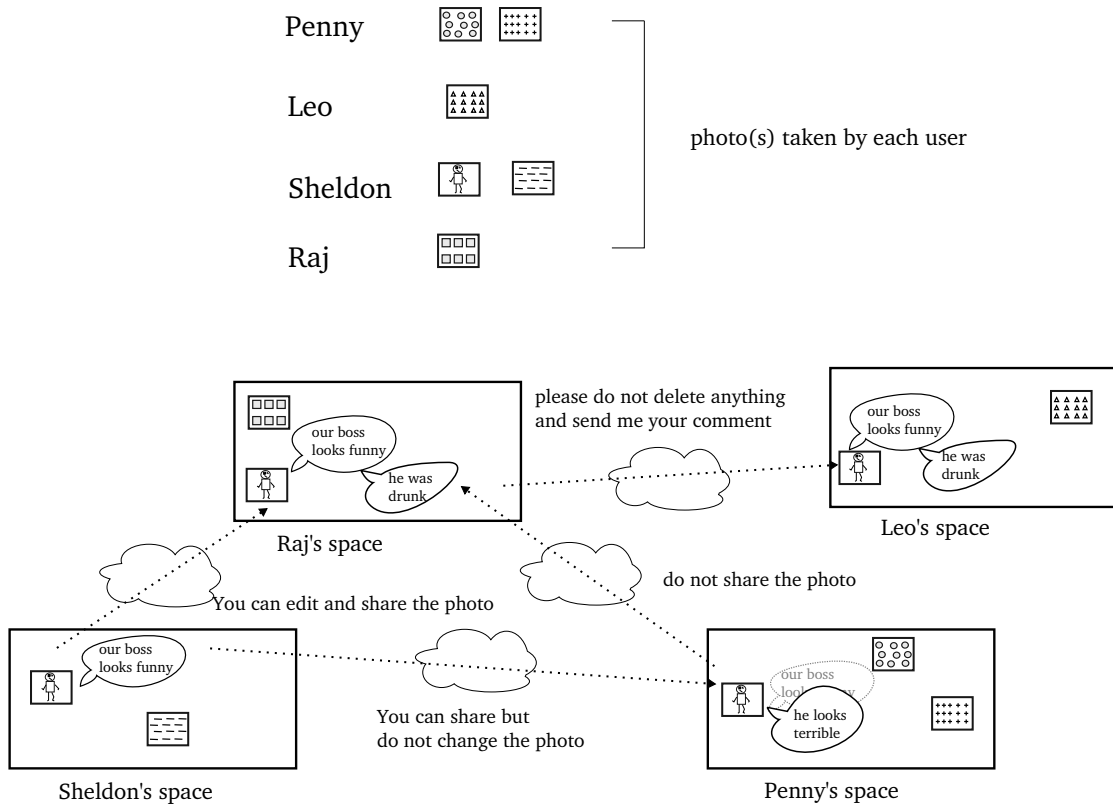 Penny
Leo
Sheldon
Raj
photo(s) taken by each user
please do not delete anything
and send me your comment
our boss
looks funny
he was
drunk
Raj's space
our boss
looks funny
he was
drunk
Leo's space
You can edit and share the photo
do not share the photo
our boss
looks funny
Sheldon's space
You can share but
do not change the photo
our boss
he looks
terrible
Penny's space